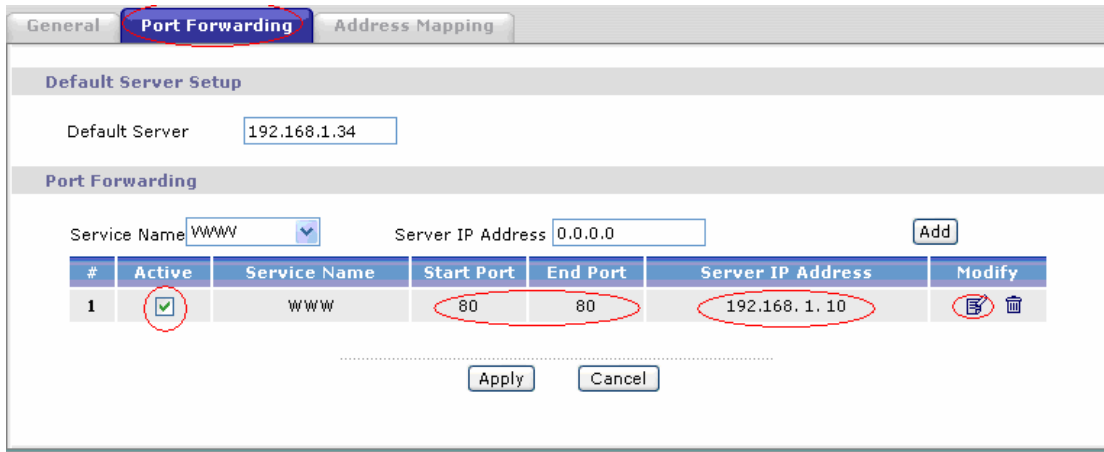 General Port Forwarding Address Mapping
Default Server Setup
Default Server 192.168.1.34
Port Forwarding
Service Name WWW Server IP Address 0.0.0.0 Add
# Active Service Name Start Port End Port Server IP Address Modify
1 WWW 80 80 192.168. 1. 10
Apply Cancel